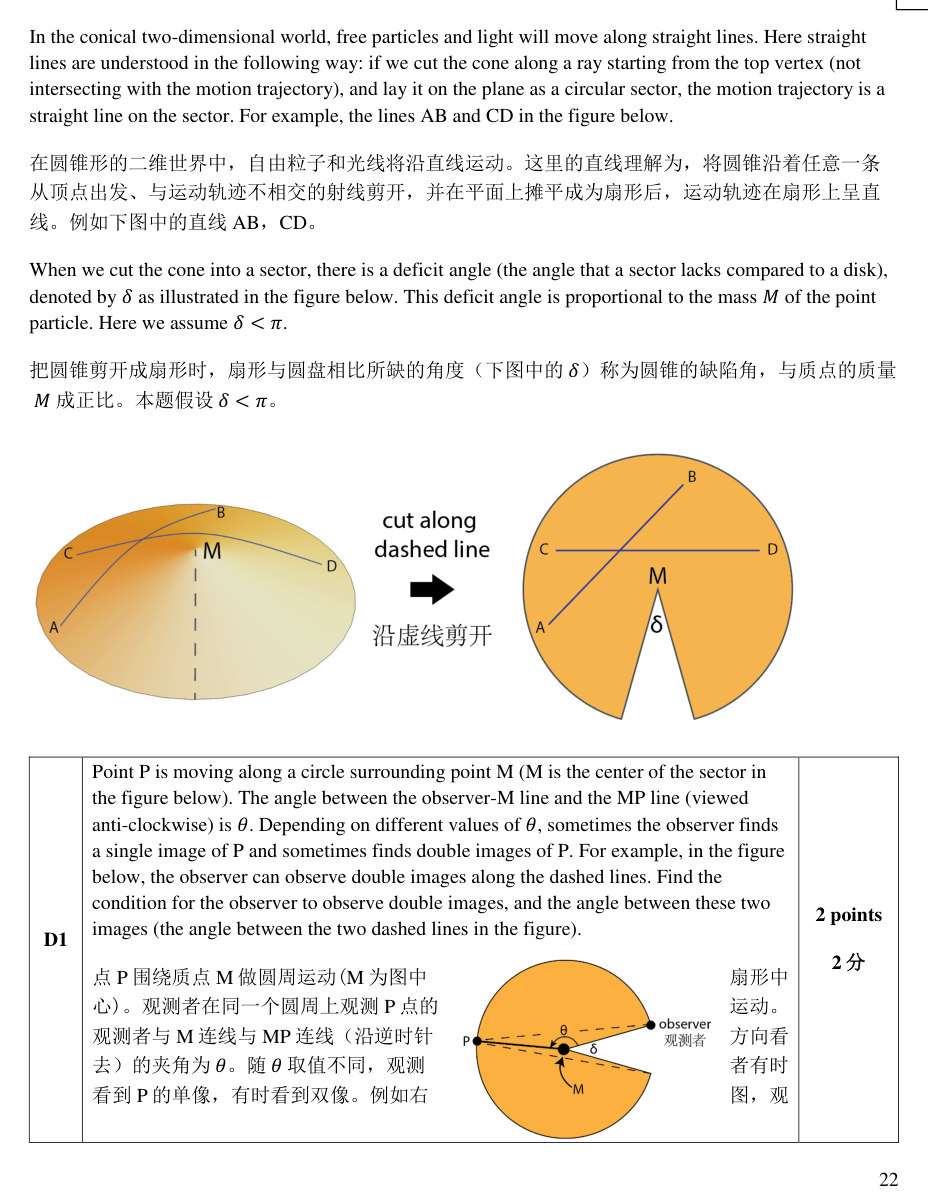 In the conical two-dimensional world, free particles and light will move along straight lines. Here straight
lines are understood in the following way: if we cut the cone along a ray starting from the top vertex (not
intersecting with the motion trajectory), and lay it on the plane as a circular sector, the motion trajectory is a
straight line on the sector. For example, the lines AB and CD in the figure below.
在圆锥形的二维世界中，自由粒子和光线将沿直线运动。这里的直线理解为，将圆锥沿着任意一条
从顶点出发、与运动轨迹不相交的射线剪开，并在平面上摊平成为扇形后，运动轨迹在扇形上呈直
线。例如下图中的直线 AB，CD。
When we cut the cone into a sector, there is a deficit angle (the angle that a sector lacks compared to a disk),
denoted by δ as illustrated in the figure below. This deficit angle is proportional to the mass M of the point
particle. Here we assume δ < π.
把圆锥剪开成扇形时，扇形与圆盘相比所缺的角度（下图中的 δ）称为圆锥的缺陷角，与质点的质量
M 成正比。本题假设 δ < π。
B
C
M
D
A
cut along
dashed line
沿虚线剪开
B
C
D
M
A
δ
D1
Point P is moving along a circle surrounding point M (M is the center of the sector in
the figure below). The angle between the observer-M line and the MP line (viewed
anti-clockwise) is θ. Depending on different values of θ, sometimes the observer finds
a single image of P and sometimes finds double images of P. For example, in the figure
below, the observer can observe double images along the dashed lines. Find the
condition for the observer to observe double images, and the angle between these two
images (the angle between the two dashed lines in the figure).
点 P 围绕质点 M 做圆周运动(M 为图中 扇形中
心)。观测者在同一个圆周上观测 P 点的 运动。
观测者与 M 连线与 MP 连线（沿逆时针 方向看
去）的夹角为 θ。随 θ 取值不同，观测 者有时
看到 P 的单像，有时看到双像。例如右 图，观
P
θ
observer
观测者
δ
M
2 points
2 分
22